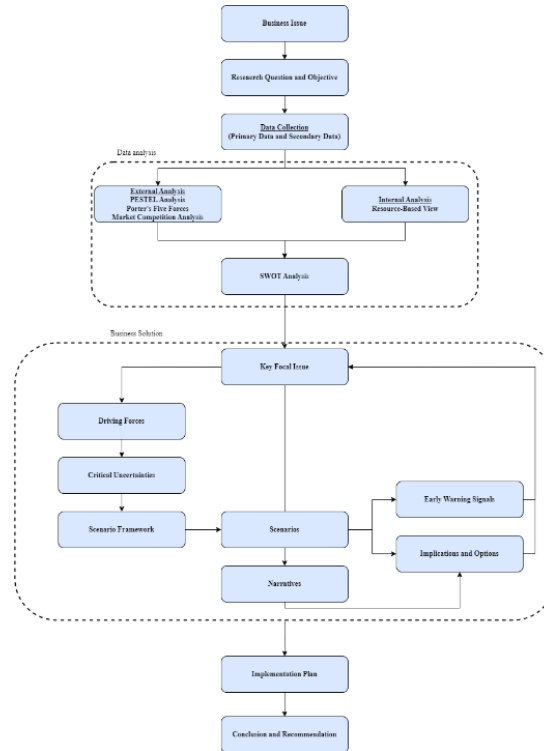 Business Issue
Research Question and Objective
Data Collection
(Primary Data and Secondary Data)
Data analysis
External Analysis
PESTEL Analysis
Porter's Five Forces
Market Competition Analysis
Internal Analysis
Resource-Based View
SWOT Analysis
Business Solution
Key Focal Issue
Driving Forces
Critical Uncertainties
Early Warning Signals
Scenario Framework
Scenarios
Implications and Options
Narratives
Implementation Plan
Conclusion and Recommendation